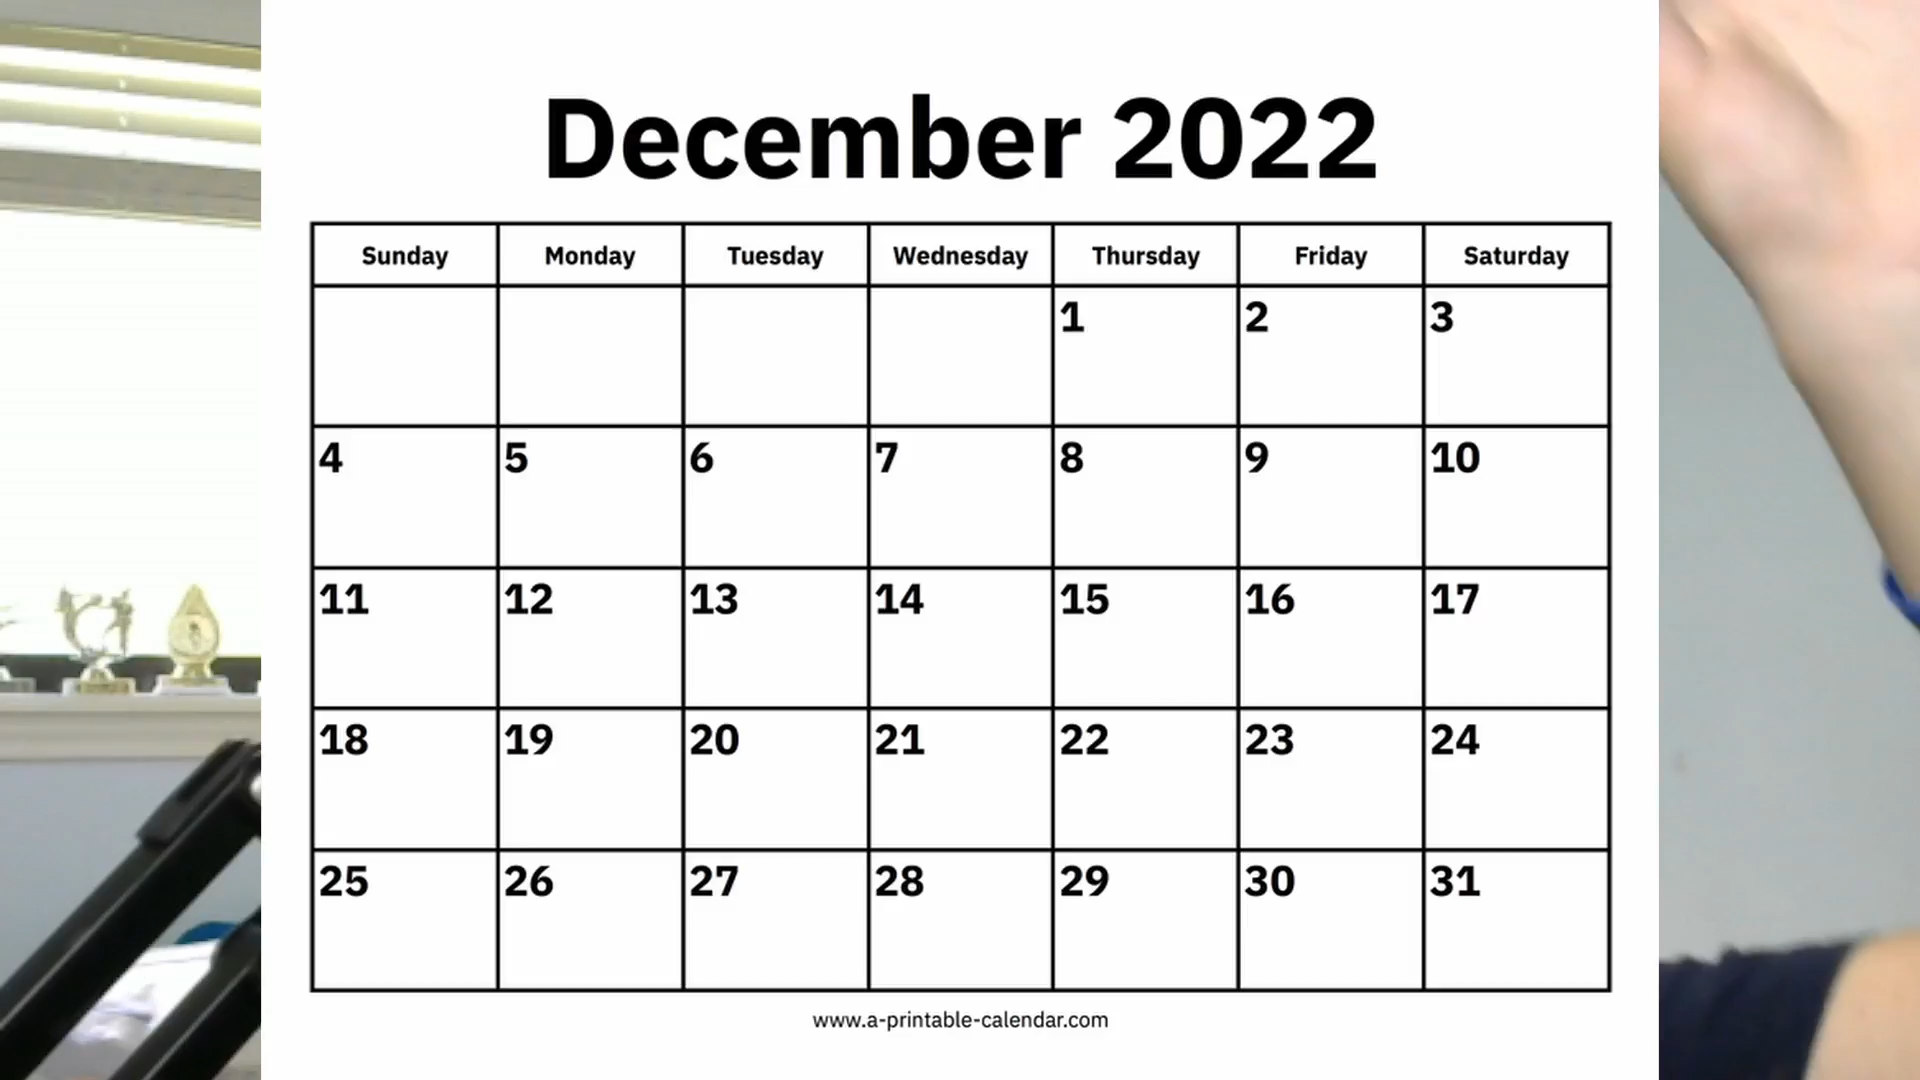 December 2022
Sunday Monday Tuesday Wednesday Thursday Friday Saturday
1 2 3
4 5 6 7 8 9 10
11 12 13 14 15 16 17
18 19 20 21 22 23 24
25 26 27 28 29 30 31
www.a-printable-calendar.com